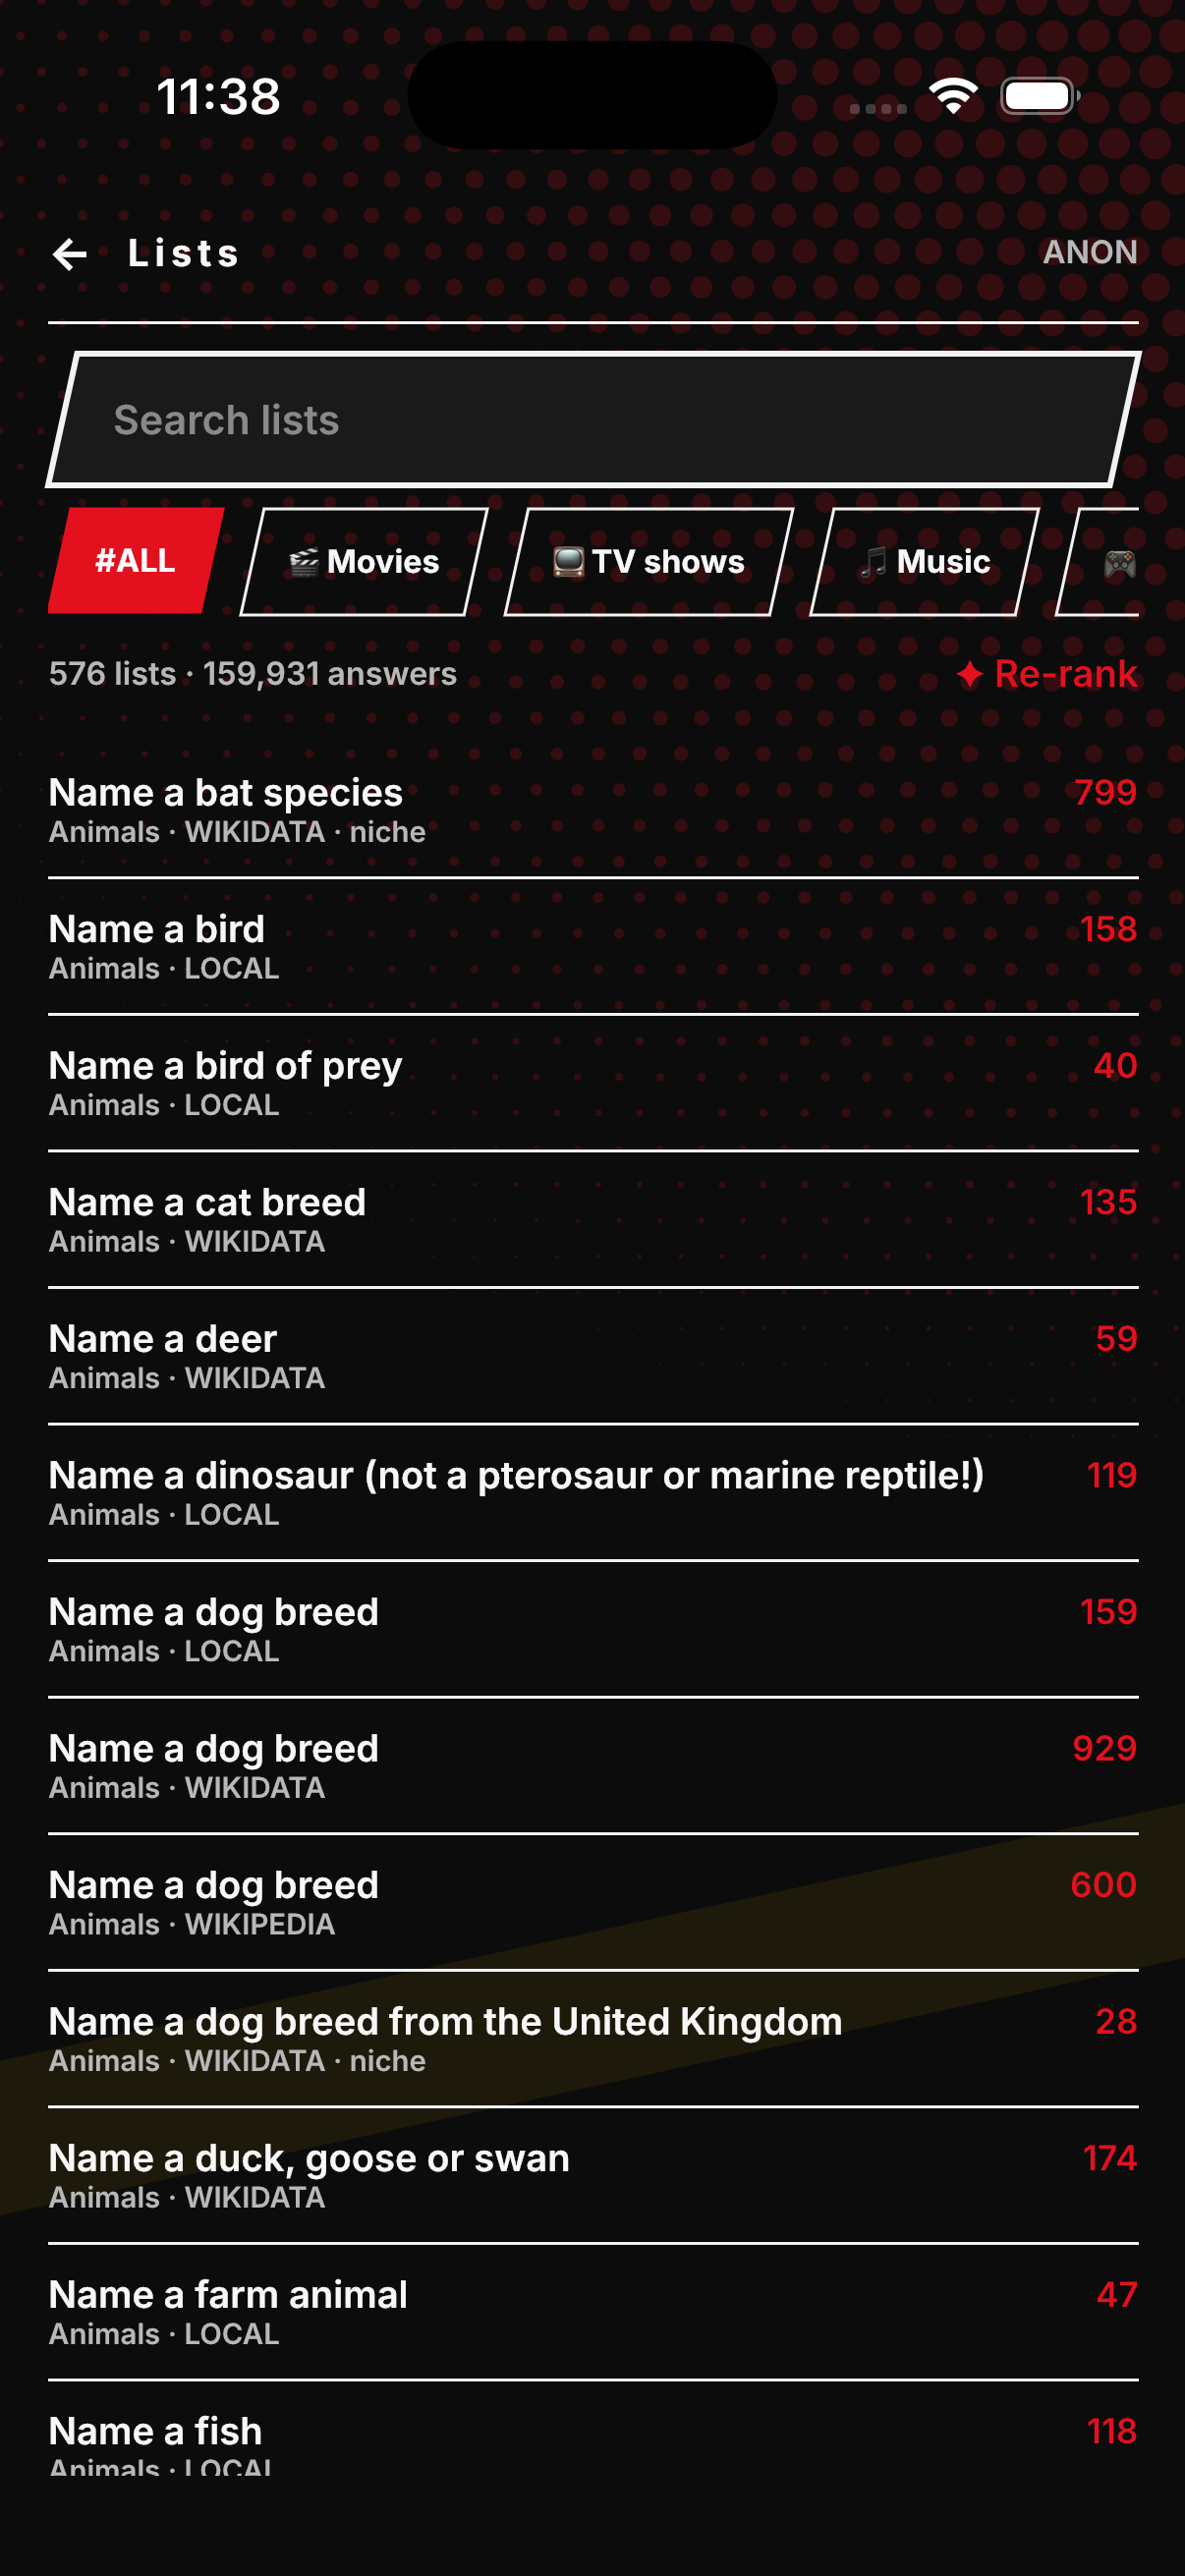 11:38
Lists
ANON
Search lists
#ALL
Movies
TV shows
Music
576 lists · 159,931 answers
Re-rank
Name a bat species
799
Animals · WIKIDATA · niche
Name a bird
158
Animals · LOCAL
Name a bird of prey
40
Animals · LOCAL
Name a cat breed
135
Animals · WIKIDATA
Name a deer
59
Animals · WIKIDATA
Name a dinosaur (not a pterosaur or marine reptile!)
119
Animals · LOCAL
Name a dog breed
159
Animals · LOCAL
Name a dog breed
929
Animals · WIKIDATA
Name a dog breed
600
Animals · WIKIPEDIA
Name a dog breed from the United Kingdom
28
Animals · WIKIDATA · niche
Name a duck, goose or swan
174
Animals · WIKIDATA
Name a farm animal
47
Animals · LOCAL
Name a fish
118
Animals · LOCAL